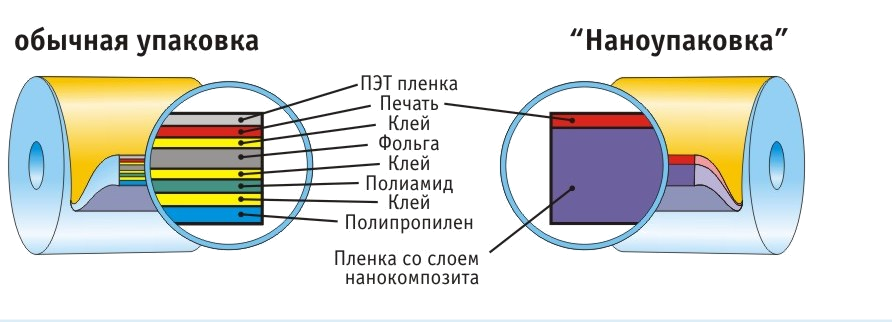 обычная упаковка
“Наноупаковка”
ПЭТ пленка
Печать
Клей
Фольга
Клей
Полиамид
Клей
Полипропилен
Пленка со слоем
нанокомпозита